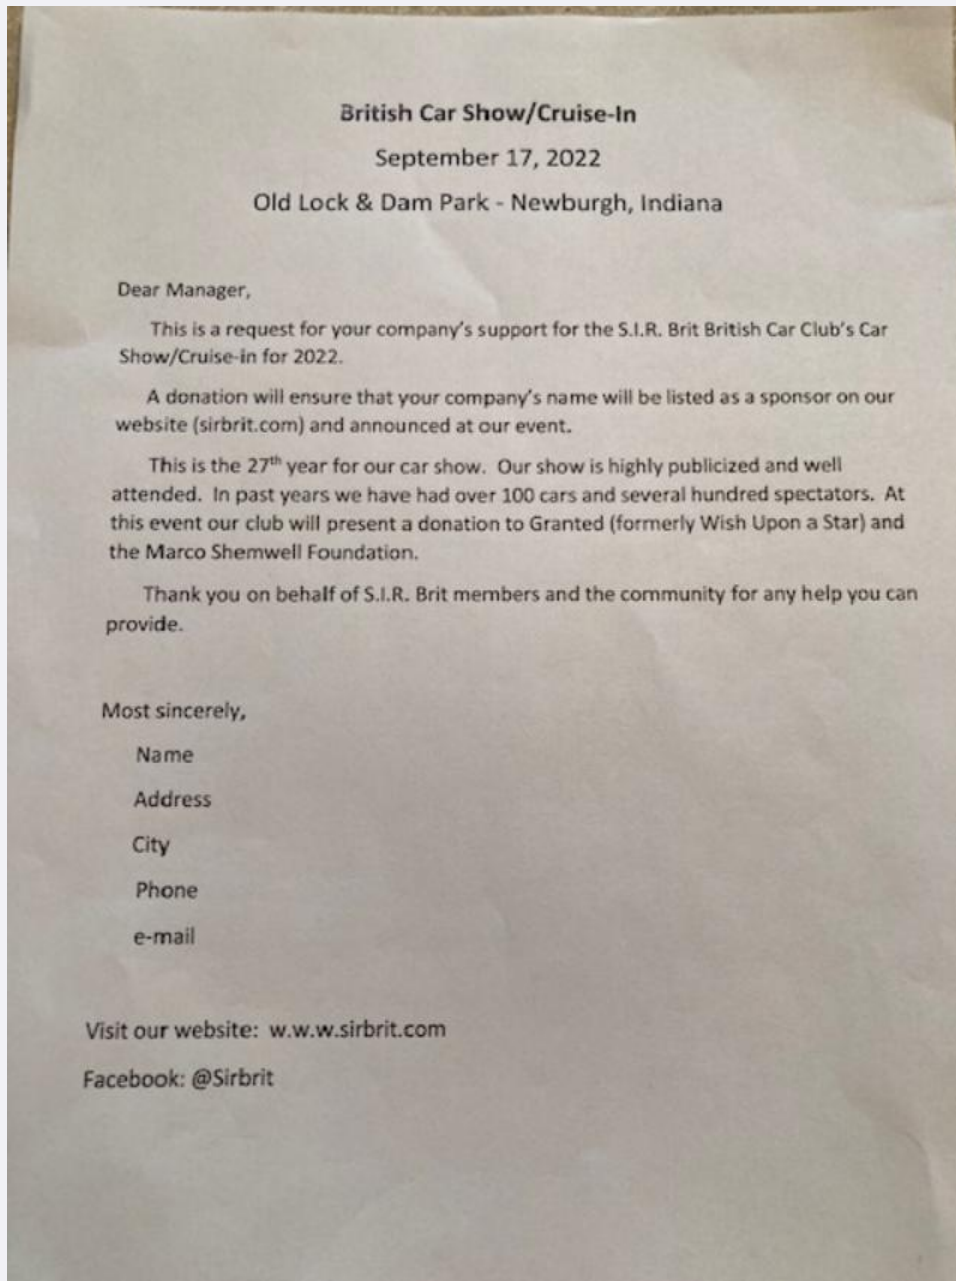 British Car Show/Cruise-In
September 17, 2022
Old Lock & Dam Park - Newburgh, Indiana
Dear Manager,
This is a request for your company's support for the S.I.R. Brit British Car Club's Car
Show/Cruise-in for 2022.
A donation will ensure that your company's name will be listed as a sponsor on our
website (sirbrit.com) and announced at our event.
This is the 27th year for our car show. Our show is highly publicized and well
attended. In past years we have had over 100 cars and several hundred spectators. At
this event our club will present a donation to Granted (formerly Wish Upon a Star) and
the Marco Shemwell Foundation.
Thank you on behalf of S.I.R. Brit members and the community for any help you can
provide.
Most sincerely,
Name
Address
City
Phone
e-mail
Visit our website: w.w.w.sirbrit.com
Facebook: @Sirbrit